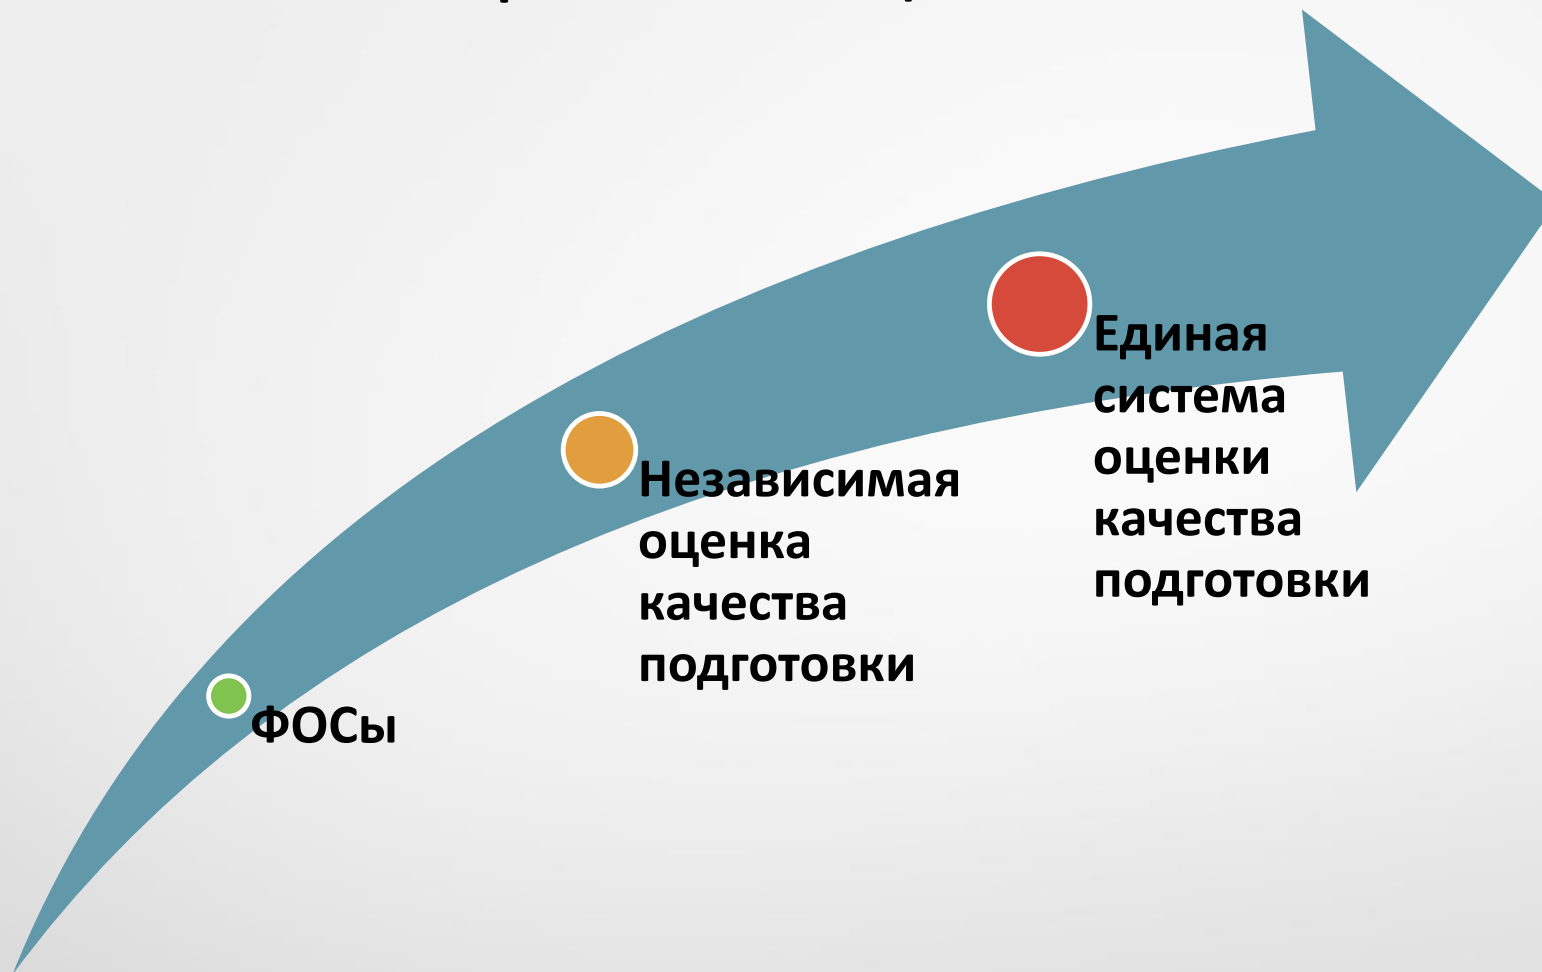 ФОСы
Независимая
оценка
качества
подготовки
Единая
система
оценки
качества
подготовки